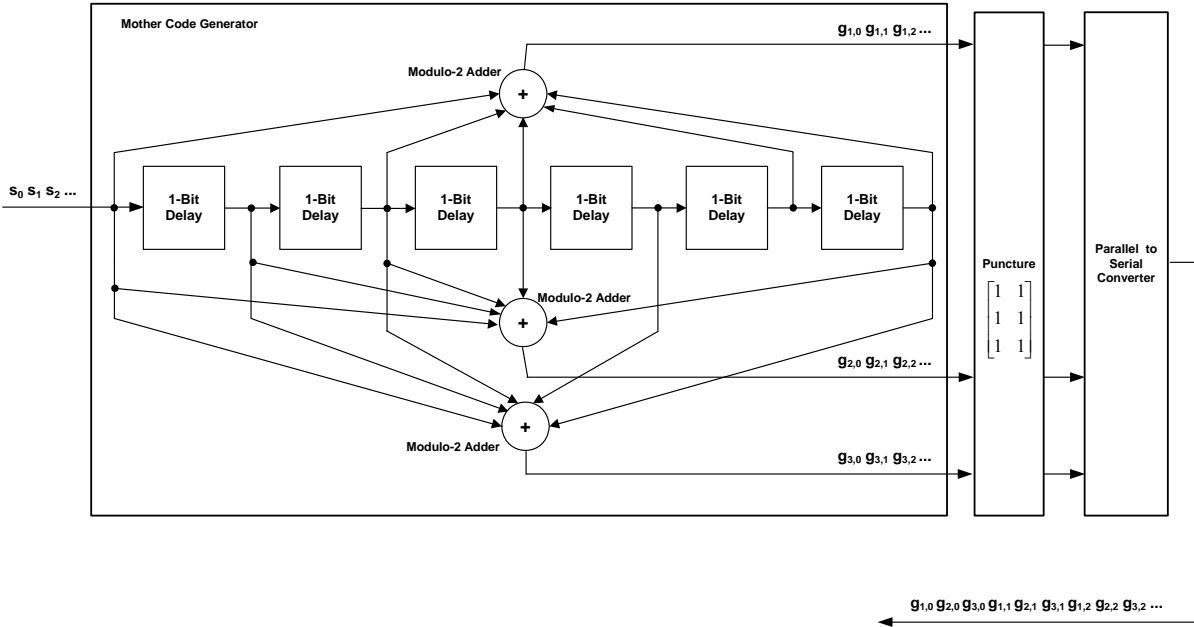 Mother Code Generator
g1,0 g1,1 g1,2 ...
Modulo-2 Adder
+
s0 s1 s2 ...
1-Bit
Delay
1-Bit
Delay
1-Bit
Delay
1-Bit
Delay
1-Bit
Delay
1-Bit
Delay
Modulo-2 Adder
+
g2,0 g2,1 g2,2 ...
+
Modulo-2 Adder
g3,0 g3,1 g3,2 ...
Puncture
1 1
1 1
1 1
Parallel to
Serial
Converter
g1,0 g2,0 g3,0 g1,1 g2,1 g3,1 g1,2 g2,2 g3,2 ...